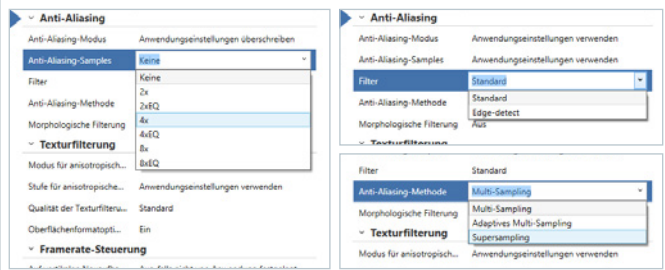 Anti-Aliasing
Anti-Aliasing-Modus Anwendungseinstellungen überschreiben
Anti-Aliasing-Samples Keine
Filter Keine
2x
2xEQ
Anti-Aliasing-Methode 4x
Morphologische Filterung 4xEQ
Texturfilterung 8x
Modus für anisotropisch... 8xEQ
Stufe für anisotropische... Anwendungseinstellungen verwenden
Qualität der Texturfilteru... Standard
Oberflächenformatopti... Ein
Framerate-Steuerung
Anti-Aliasing
Anti-Aliasing-Modus Anwendungseinstellungen verwenden
Anti-Aliasing-Samples Anwendungseinstellungen verwenden
Filter Standard
Standard
Anti-Aliasing-Methode Edge-detect
Morphologische Filterung Aus
Texturfilterung
Filter Standard
Anti-Aliasing-Methode Multi-Sampling
Multi-Sampling
Morphologische Filterung Adaptives Multi-Sampling
Texturfilterung Supersampling
Modus für anisotropisch... Anwendungseinstellungen verwenden